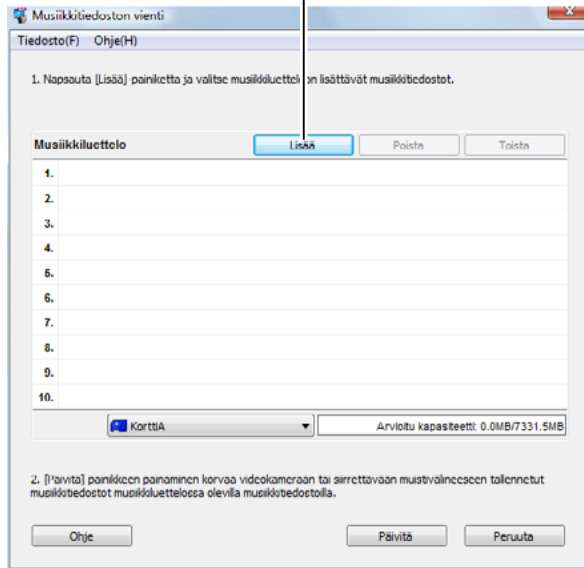 Musiikkitiedoston vienti
Tiedosto(F) Ohje(H)
1. Napsauta [Lisää]-painiketta ja valitse musiikkiluetteloon lisättävät musiikkitiedostot.
Musiikkiluettelo Lisää Poista Toista
1.
2.
3.
4.
5.
6.
7.
8.
9.
10.
KorttiA Arvioitu kapasiteetti: 0.0MB/7331.5MB
2. [Päivitä] painikkeen painaminen korvaa videokameraan tai siirrettävään muistivälineeseen tallennetut
musiikkitiedostot musiikkiluettelossa olevilla musiikkitiedostoilla.
Ohje Päivitä Peruuta